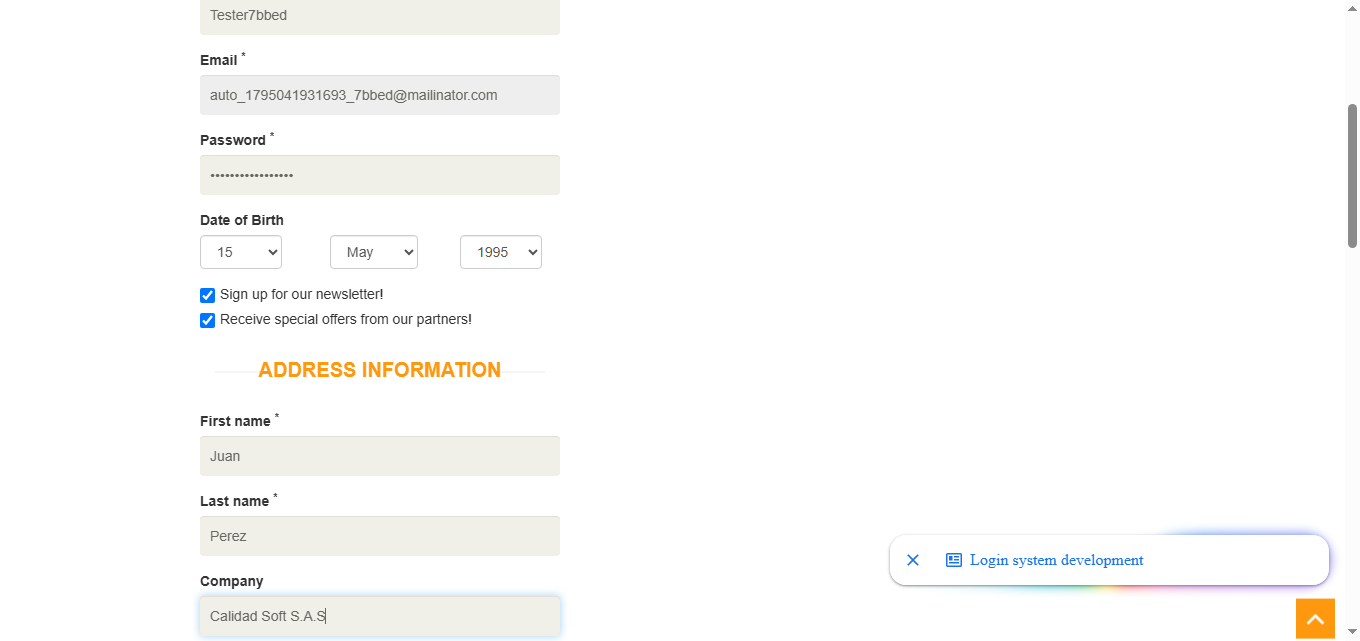 Tester7bbed
Email *
auto_1795041931693_7bbed@mailinator.com
Password *
•••••••••••••••••
Date of Birth
15 May 1995
Sign up for our newsletter!
Receive special offers from our partners!
ADDRESS INFORMATION
First name *
Juan
Last name *
Perez
Company
Calidad Soft S.A.S
Login system development